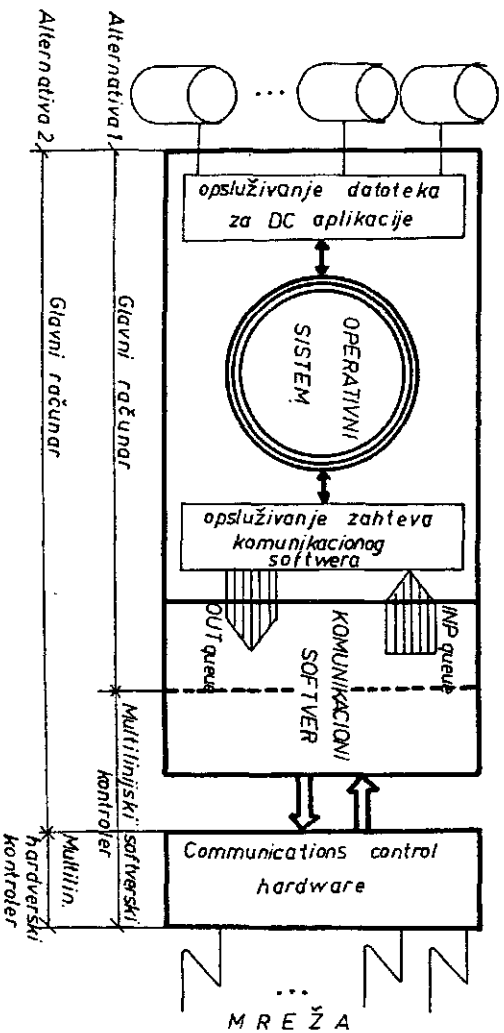 opsluživanje datoteka
za DC aplikacije
OPERATIVNI
SISTEM
opsluživanje zahteva
komunikacionog
softwera
INP queue
OUT queue
KOMUNIKACIONI
SOFTVER
Communications control
hardware
...
...
MREŽA
Alternativa 1
Glavni računar
Multilinijski softverski
kontroler
Alternativa 2
Glavni računar
Multilin.
hardverski
kontroler